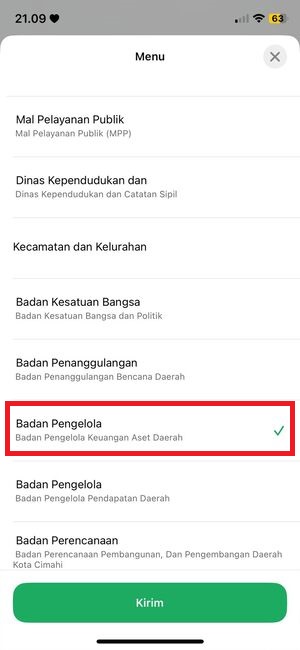 21.09
63
Menu
Mal Pelayanan Publik
Mal Pelayanan Publik (MPP)
Dinas Kependudukan dan
Dinas Kependudukan dan Catatan Sipil
Kecamatan dan Kelurahan
Badan Kesatuan Bangsa
Badan Kesatuan Bangsa dan Politik
Badan Penanggulangan
Badan Penanggulangan Bencana Daerah
Badan Pengelola
Badan Pengelola Keuangan Aset Daerah
Badan Pengelola
Badan Pengelola Pendapatan Daerah
Badan Perencanaan
Badan Perencanaan Pembangunan, Dan Pengembangan Daerah
Kota Cimahi
Kirim